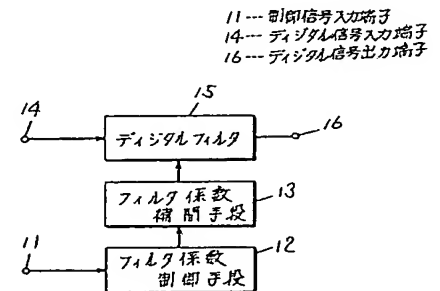 11 --- 制御信号入力端子
14 --- ディジタル信号入力端子
16 --- ディジタル信号出力端子
15
14
ディジタルフィルタ
16
フィルタ係数
補間手段
13
11
フィルタ係数
制御手段
12